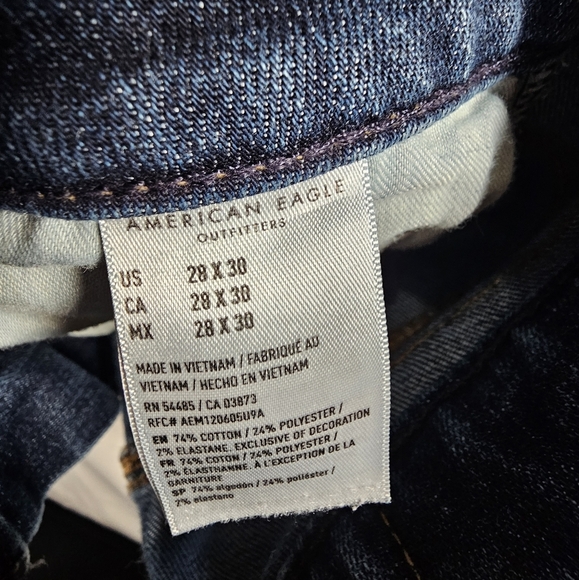 AMERICAN EAGLE
OUTFITTERS
US 28 X 30
CA 28 X 30
MX 28 X 30
MADE IN VIETNAM / FABRIQUÉ AU
VIETNAM / HECHO EN VIETNAM
RN 54485 / CA 03873
RFC# AEM120605U9A
EN 74% COTTON / 24% POLYESTER /
2% ELASTANE. EXCLUSIVE OF DECORATION
FR 74% COTON / 24% POLYESTER /
2% ÉLASTHANNE. À L'EXCEPTION DE LA
GARNITURE
SP 74% algodón / 24% poliéster /
2% elastano